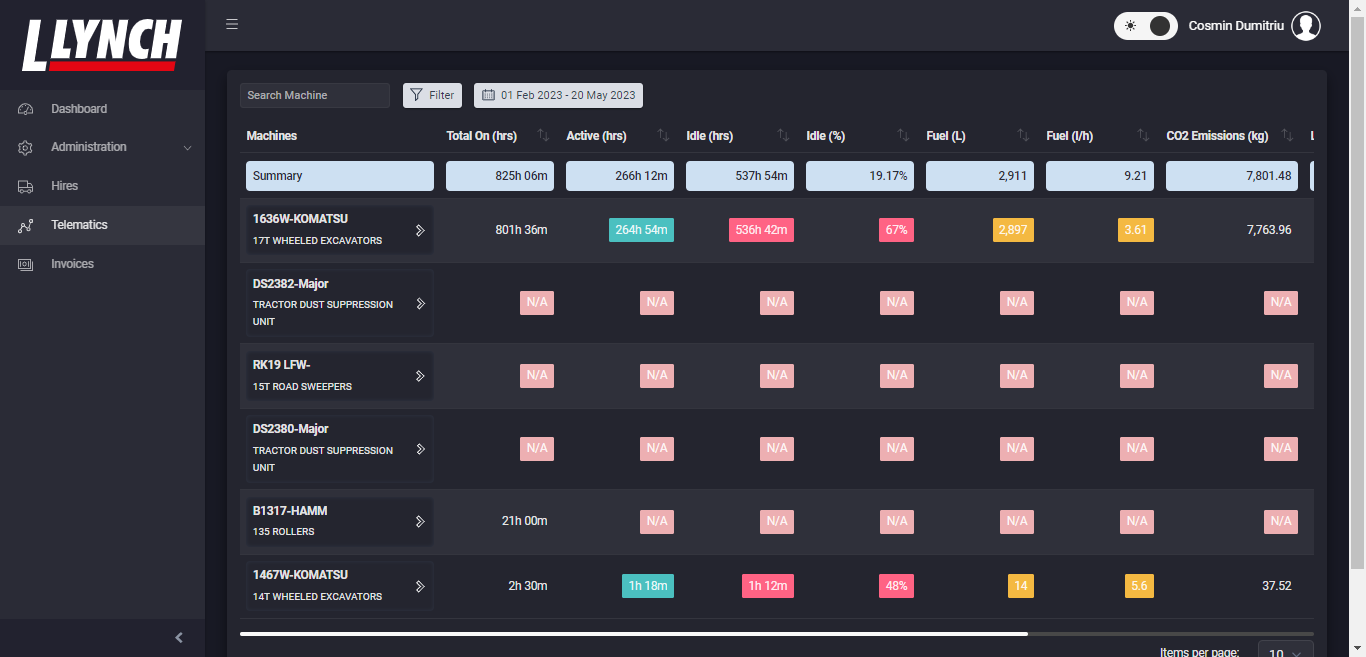 LLYNCH
Cosmin Dumitriu
Dashboard
Administration
Hires
Telematics
Invoices
Search Machine
Filter
01 Feb 2023 - 20 May 2023
Machines Total On (hrs) Active (hrs) Idle (hrs) Idle (%) Fuel (L) Fuel (l/h) CO2 Emissions (kg)
Summary 825h 06m 266h 12m 537h 54m 19.17% 2,911 9.21 7,801.48
1636W-KOMATSU
17T WHEELED EXCAVATORS
801h 36m 264h 54m 536h 42m 67% 2,897 3.61 7,763.96
DS2382-Major
TRACTOR DUST SUPPRESSION
UNIT
N/A N/A N/A N/A N/A N/A N/A
RK19 LFW-
15T ROAD SWEEPERS
N/A N/A N/A N/A N/A N/A N/A
DS2380-Major
TRACTOR DUST SUPPRESSION
UNIT
N/A N/A N/A N/A N/A N/A N/A
B1317-HAMM
135 ROLLERS
21h 00m N/A N/A N/A N/A N/A N/A
1467W-KOMATSU
14T WHEELED EXCAVATORS
2h 30m 1h 18m 1h 12m 48% 14 5.6 37.52
Items per page: 10